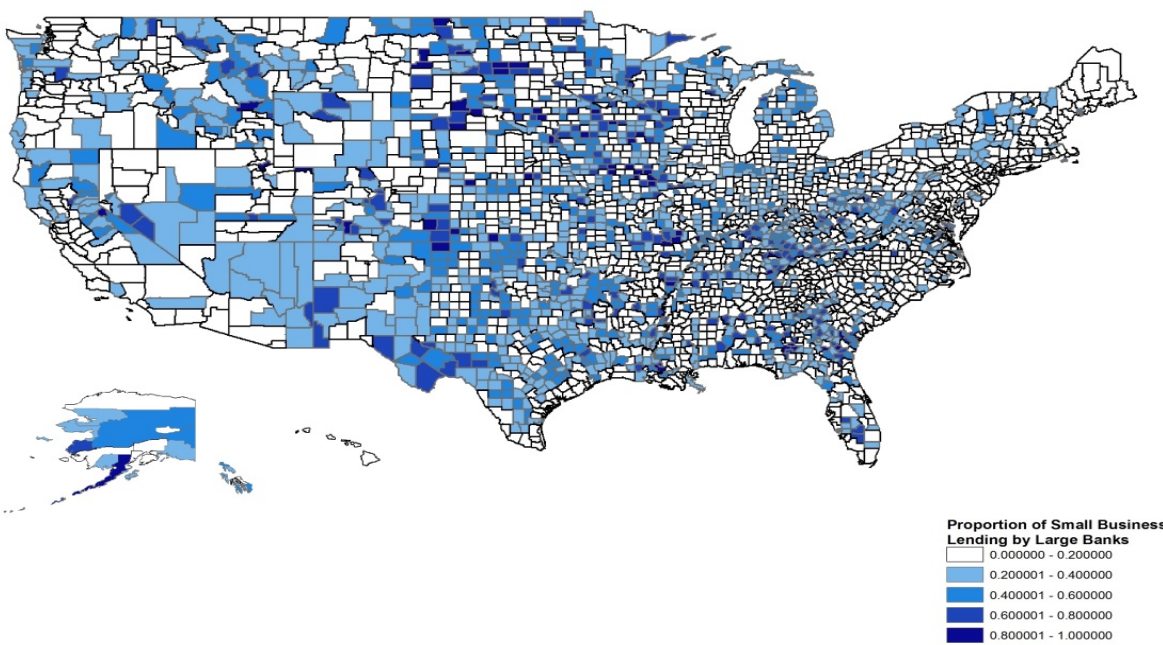 Proportion of Small Business
Lending by Large Banks
0.000000 - 0.200000
0.200001 - 0.400000
0.400001 - 0.600000
0.600001 - 0.800000
0.800001 - 1.000000